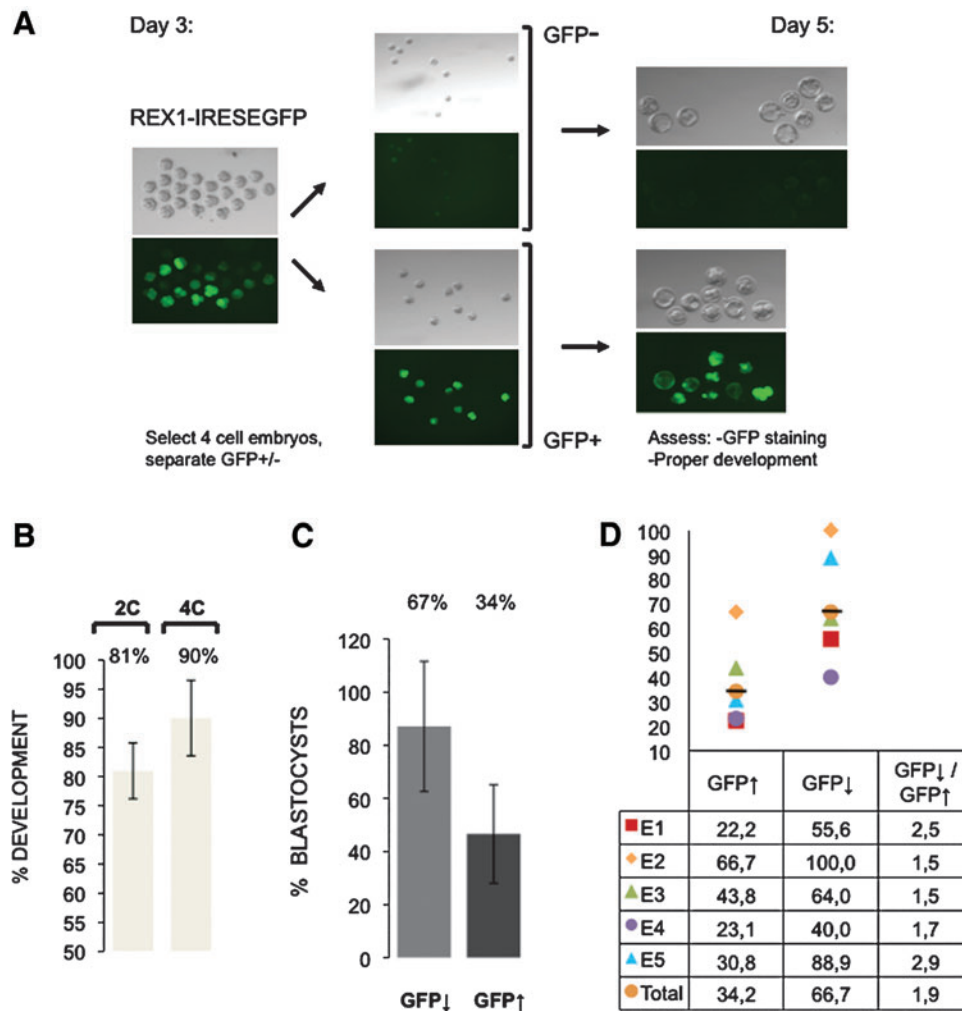 A
Day 3:
GFP-
Day 5:
REX1-IRESEGFP
GFP+
Select 4 cell embryos,
separate GFP+/-
Assess: -GFP staining
-Proper development
B
2C 4C
81% 90%
% DEVELOPMENT
100
95
90
85
80
75
70
65
60
55
50
C
67% 34%
% BLASTOCYSTS
120
100
80
60
40
20
0
GFP↓ GFP↑
D
100
90
80
70
60
50
40
30
20
10
GFP↑ GFP↓ GFP↓ /
GFP↑
E1 22,2 55,6 2,5
E2 66,7 100,0 1,5
E3 43,8 64,0 1,5
E4 23,1 40,0 1,7
E5 30,8 88,9 2,9
Total 34,2 66,7 1,9